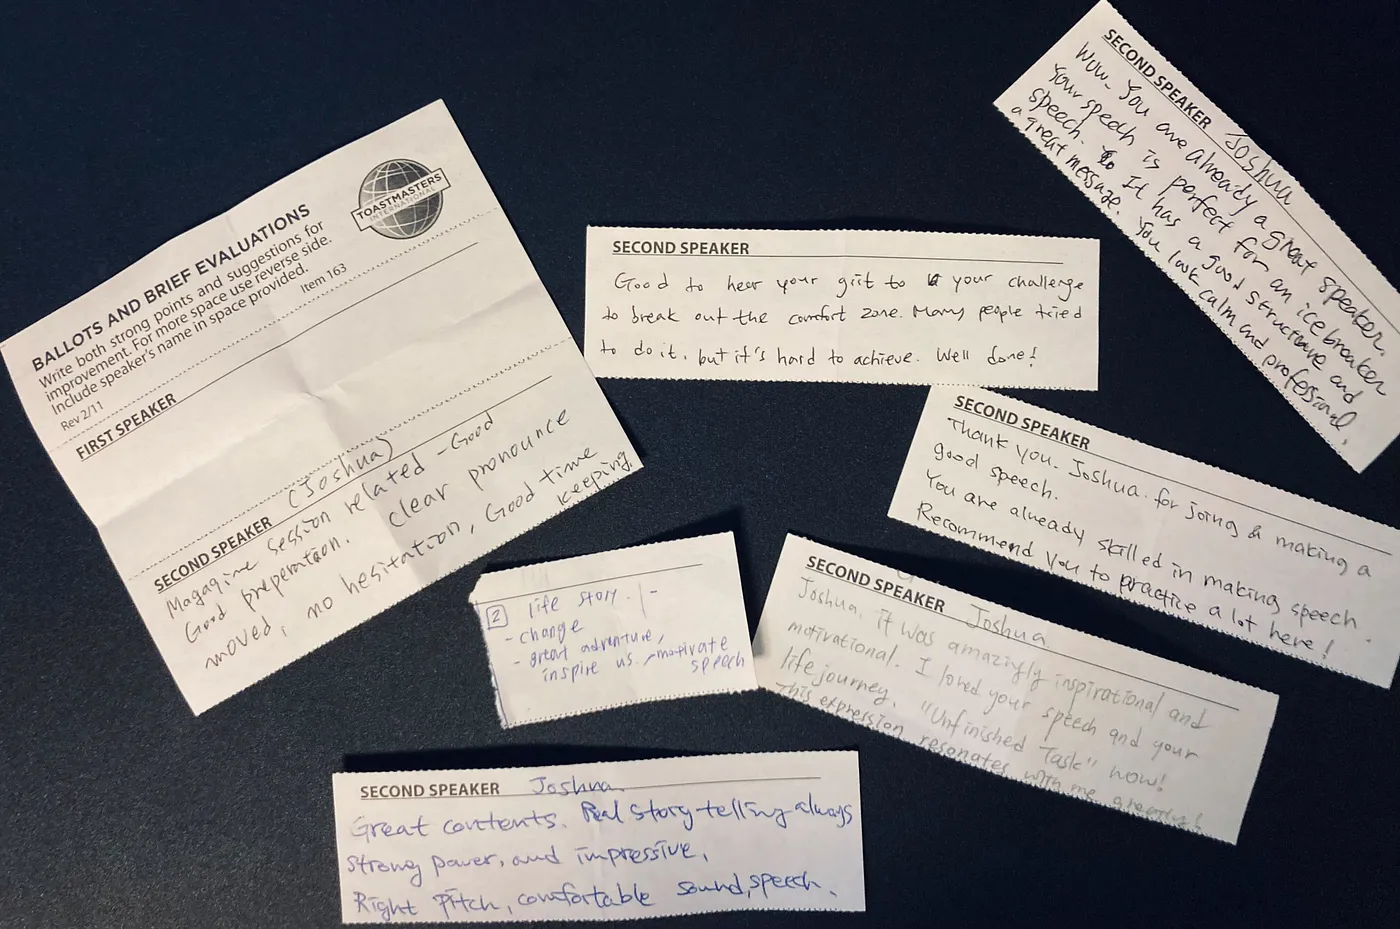 BALLOTS AND BRIEF EVALUATIONS
Write both strong points and suggestions for
improvement. For more space use reverse side.
Include speaker's name in space provided.
Rev 2/11
Item 163
TOASTMASTERS
INTERNATIONAL
FIRST SPEAKER
SECOND SPEAKER (Joshua)
Magagine session related - Good
Good preperation. clear pronounce
moved, no hesitation, Good time
keeping.
SECOND SPEAKER
Good to hear your grit to your challenge
to break out the comfort zone. Many people tried
to do it, but it's hard to achieve. Well done!
SECOND SPEAKER Joshua
Wow. You are already a great speaker.
Your speech is perfect for an icebreaker
speech. It has a good structure and
a great message. You look calm and professional.
SECOND SPEAKER
Thank you. Joshua. for joing & making a
good speech.
You are already skilled in making speech.
Recommend you to practice a lot here!
2 life story.
- change
- great adventure,
inspire us - motivate
speech
SECOND SPEAKER Joshua
Joshua. it was amazingly inspirational and
motivational. I loved your speech and your
life journey. "Unfinished Task" wow!
This expression resonates with me greatly!
SECOND SPEAKER Joshua
Great contents. Real story telling always
strong power, and impressive,
Right pitch, comfortable sound, speech.